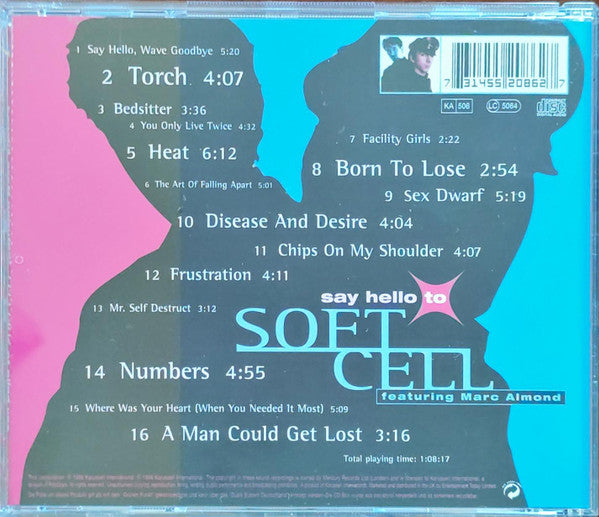 1 Say Hello, Wave Goodbye 5:20
2 Torch 4:07
3 Bedsitter 3:36
4 You Only Live Twice 4:32
5 Heat 6:12
6 The Art Of Falling Apart 5:01
7 Facility Girls 2:22
8 Born To Lose 2:54
9 Sex Dwarf 5:19
10 Disease And Desire 4:04
11 Chips On My Shoulder 4:07
12 Frustration 4:11
13 Mr. Self Destruct 3:12
14 Numbers 4:55
15 Where Was Your Heart (When You Needed It Most) 5:09
16 A Man Could Get Lost 3:16
Total playing time: 1:08:17
say hello to
SOFT
CELL
featuring Marc Almond
7 31455 20862 7
KA 506
LC 5064
disc
DIGITAL AUDIO